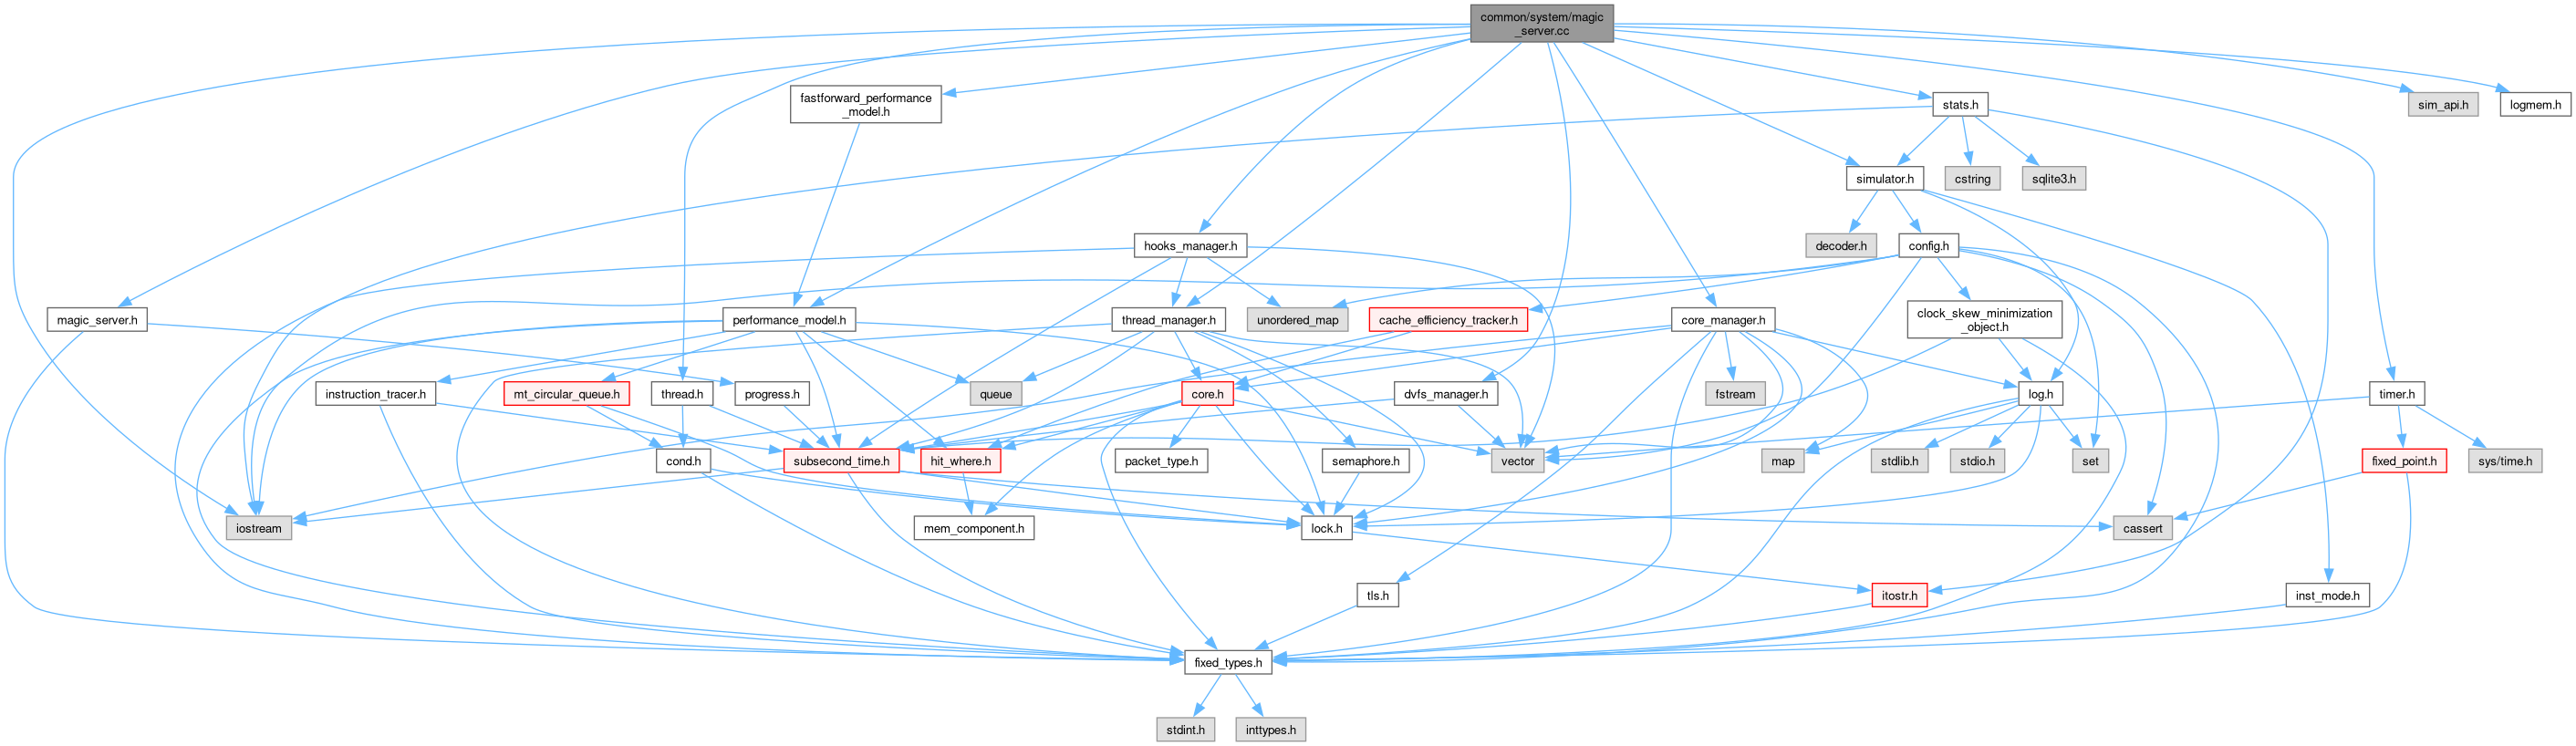 common/system/magic
_server.cc
fastforward_performance
_model.h
stats.h
sim_api.h
logmem.h
simulator.h
cstring
sqlite3.h
hooks_manager.h
decoder.h
config.h
magic_server.h
performance_model.h
thread_manager.h
unordered_map
cache_efficiency_tracker.h
core_manager.h
clock_skew_minimization
_object.h
instruction_tracer.h
mt_circular_queue.h
thread.h
progress.h
queue
core.h
dvfs_manager.h
fstream
log.h
timer.h
cond.h
subsecond_time.h
hit_where.h
packet_type.h
semaphore.h
vector
map
stdlib.h
stdio.h
set
fixed_point.h
sys/time.h
iostream
mem_component.h
lock.h
cassert
tls.h
itostr.h
inst_mode.h
fixed_types.h
stdint.h
inttypes.h